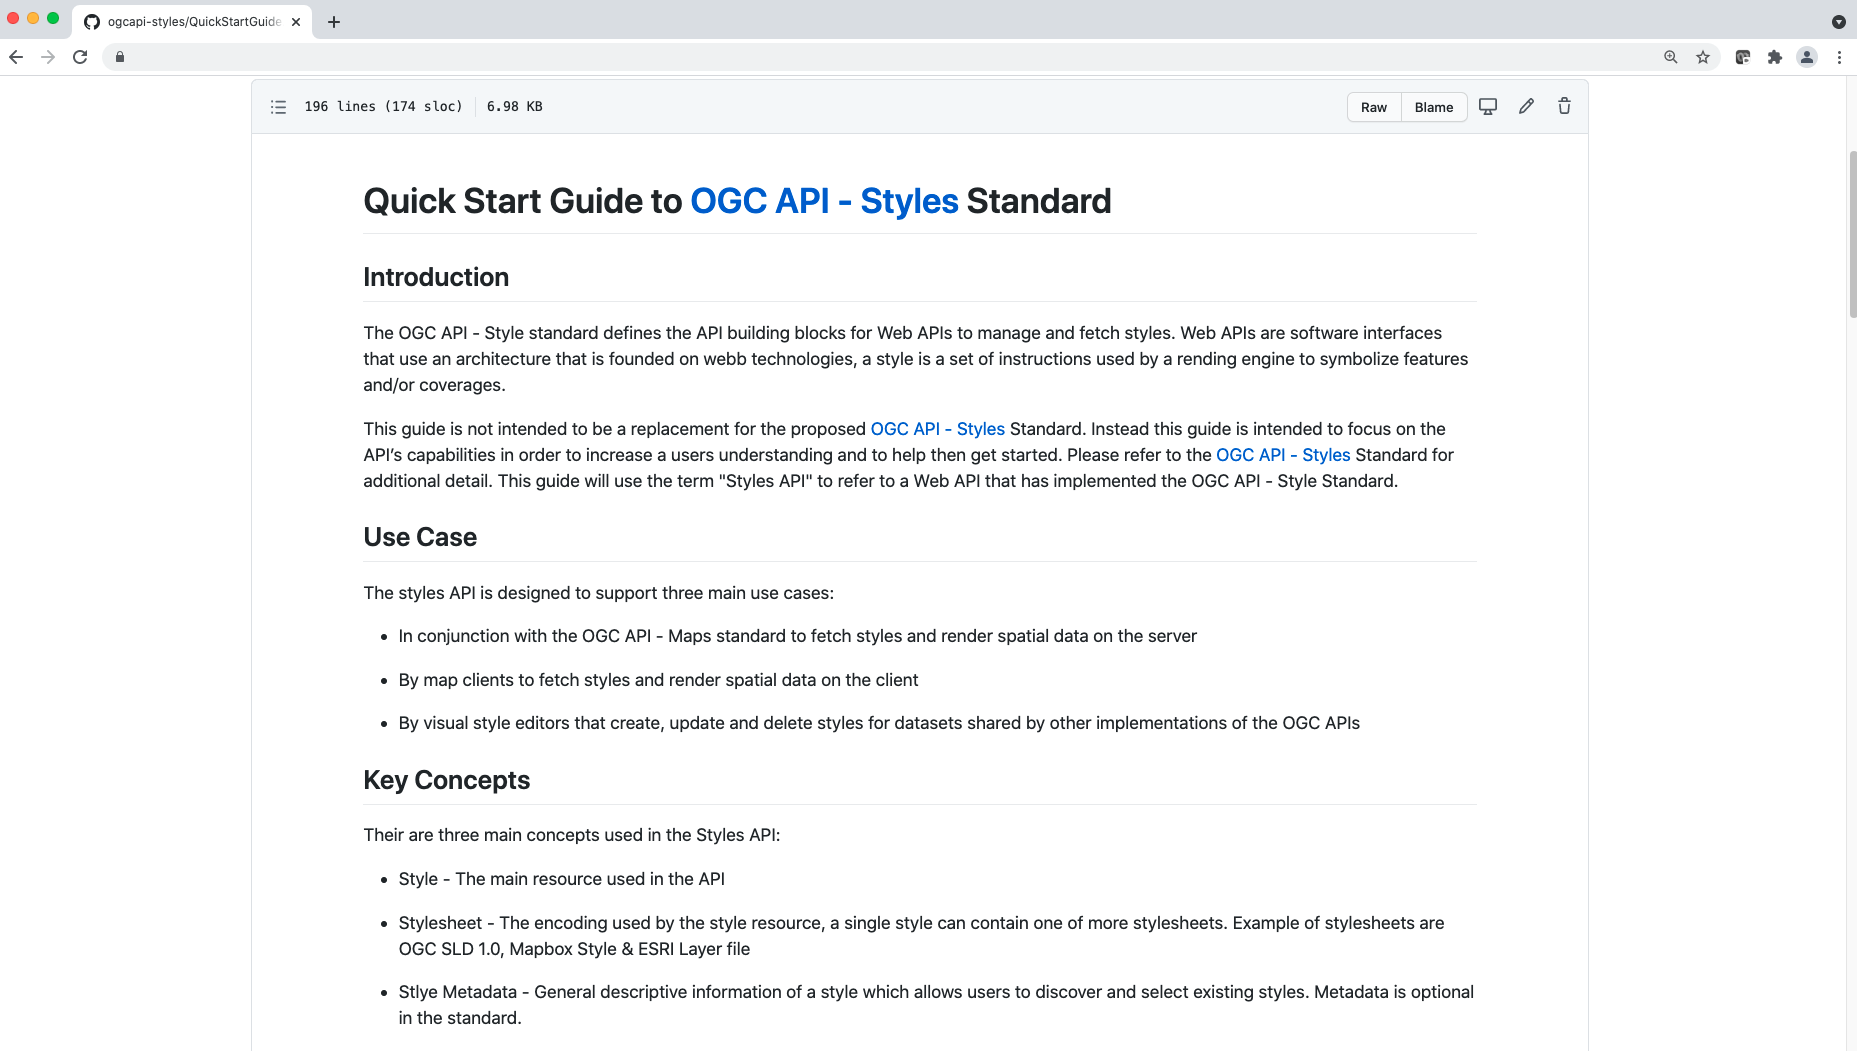 ogcapi-styles/QuickStartGuide
196 lines (174 sloc) 6.98 KB
Raw Blame
Quick Start Guide to OGC API - Styles Standard
Introduction
The OGC API - Style standard defines the API building blocks for Web APIs to manage and fetch styles. Web APIs are software interfaces
that use an architecture that is founded on webb technologies, a style is a set of instructions used by a rending engine to symbolize features
and/or coverages.
This guide is not intended to be a replacement for the proposed OGC API - Styles Standard. Instead this guide is intended to focus on the
API’s capabilities in order to increase a users understanding and to help then get started. Please refer to the OGC API - Styles Standard for
additional detail. This guide will use the term "Styles API" to refer to a Web API that has implemented the OGC API - Style Standard.
Use Case
The styles API is designed to support three main use cases:
• In conjunction with the OGC API - Maps standard to fetch styles and render spatial data on the server
• By map clients to fetch styles and render spatial data on the client
• By visual style editors that create, update and delete styles for datasets shared by other implementations of the OGC APIs
Key Concepts
Their are three main concepts used in the Styles API:
• Style - The main resource used in the API
• Stylesheet - The encoding used by the style resource, a single style can contain one of more stylesheets. Example of stylesheets are
OGC SLD 1.0, Mapbox Style & ESRI Layer file
• Stlye Metadata - General descriptive information of a style which allows users to discover and select existing styles. Metadata is optional
in the standard.